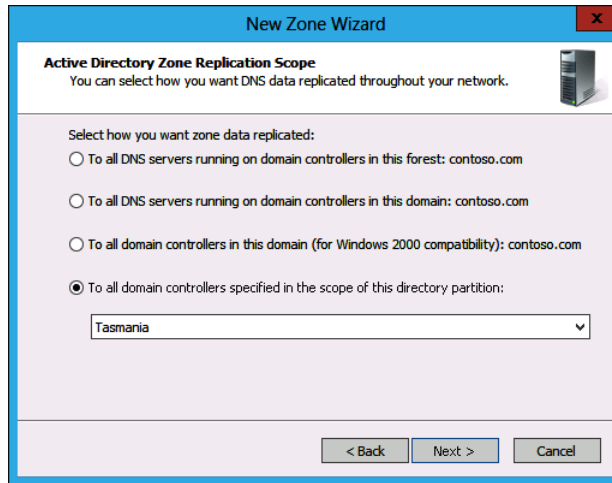 New Zone Wizard
x
Active Directory Zone Replication Scope
You can select how you want DNS data replicated throughout your network.
Select how you want zone data replicated:
To all DNS servers running on domain controllers in this forest: contoso.com
To all DNS servers running on domain controllers in this domain: contoso.com
To all domain controllers in this domain (for Windows 2000 compatibility): contoso.com
To all domain controllers specified in the scope of this directory partition:
Tasmania
< Back Next > Cancel